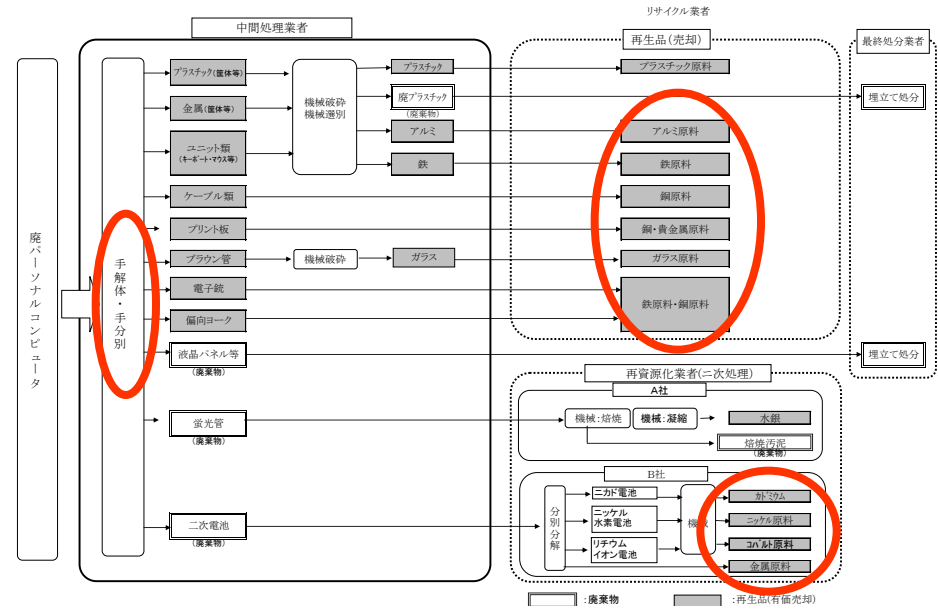 リサイクル業者
中間処理業者
再生品(売却)
最終処分業者
廃パーソナルコンピュータ
手解体・手分別
プラスチック(筐体等)
金属(筐体等)
ユニット類
(キーボート・マウス等)
ケーブル類
プリント板
ブラウン管
電子銃
偏向ヨーク
液晶パネル等
(廃棄物)
蛍光管
(廃棄物)
二次電池
(廃棄物)
機械破砕
機械選別
機械破砕
プラスチック
廃プラスチック
(廃棄物)
アルミ
鉄
ガラス
プラスチック原料
アルミ原料
鉄原料
銅原料
銅・貴金属原料
ガラス原料
鉄原料・銅原料
埋立て処分
埋立て処分
再資源化業者(二次処理)
A社
機械:焙焼
機械:凝縮
水銀
焙焼汚泥
(廃棄物)
B社
分別分解
ニカド電池
ニッケル
水素電池
リチウム
イオン電池
機械
カドミウム
ニッケル原料
コバルト原料
金属原料
:廃棄物
:再生品(有価売却)